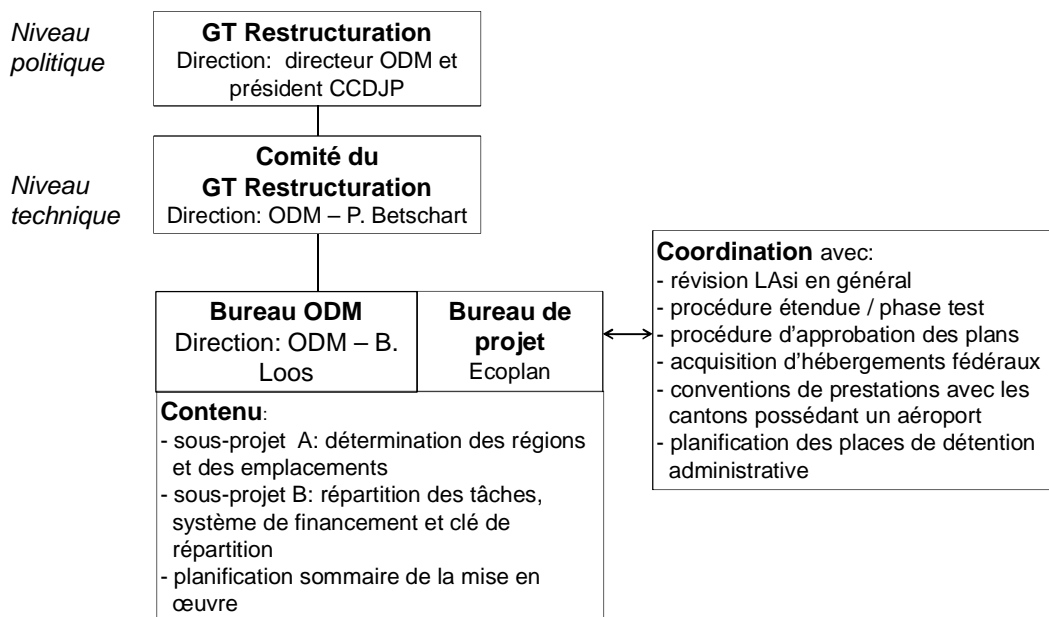 Niveau
politique
GT Restructuration
Direction: directeur ODM et
président CCDJP
Niveau
technique
Comité du
GT Restructuration
Direction: ODM – P. Betschart
Bureau ODM
Direction: ODM – B.
Loos
Bureau de
projet
Ecoplan
Coordination avec:
- révision LAsi en général
- procédure étendue / phase test
- procédure d'approbation des plans
- acquisition d'hébergements fédéraux
- conventions de prestations avec les
cantons possédant un aéroport
- planification des places de détention
administrative
Contenu:
- sous-projet A: détermination des régions
et des emplacements
- sous-projet B: répartition des tâches,
système de financement et clé de
répartition
- planification sommaire de la mise en
œuvre